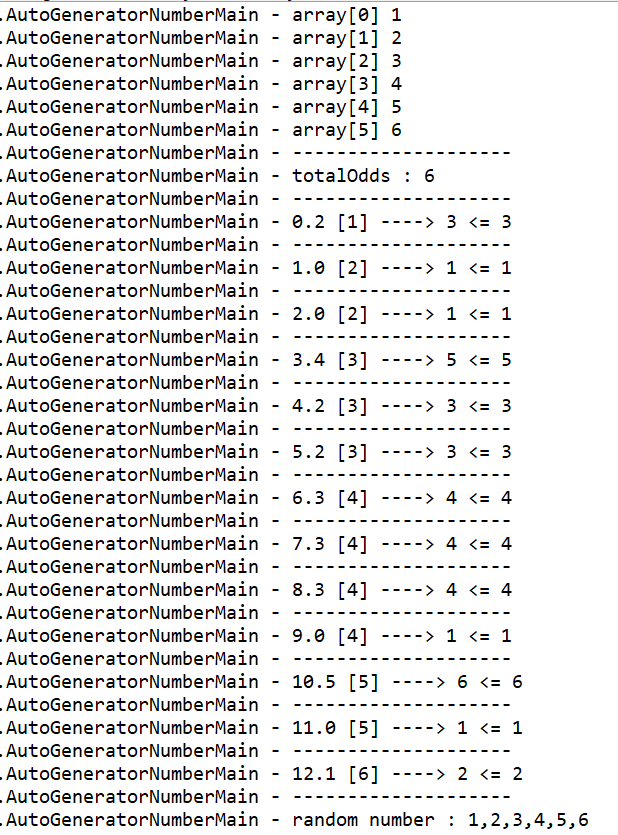 .AutoGeneratorNumberMain - array[0] 1
.AutoGeneratorNumberMain - array[1] 2
.AutoGeneratorNumberMain - array[2] 3
.AutoGeneratorNumberMain - array[3] 4
.AutoGeneratorNumberMain - array[4] 5
.AutoGeneratorNumberMain - array[5] 6
.AutoGeneratorNumberMain - --------------------
.AutoGeneratorNumberMain - totalOdds : 6
.AutoGeneratorNumberMain - --------------------
.AutoGeneratorNumberMain - 0.2 [1] ----> 3 <= 3
.AutoGeneratorNumberMain - --------------------
.AutoGeneratorNumberMain - 1.0 [2] ----> 1 <= 1
.AutoGeneratorNumberMain - --------------------
.AutoGeneratorNumberMain - 2.0 [2] ----> 1 <= 1
.AutoGeneratorNumberMain - --------------------
.AutoGeneratorNumberMain - 3.4 [3] ----> 5 <= 5
.AutoGeneratorNumberMain - --------------------
.AutoGeneratorNumberMain - 4.2 [3] ----> 3 <= 3
.AutoGeneratorNumberMain - --------------------
.AutoGeneratorNumberMain - 5.2 [3] ----> 3 <= 3
.AutoGeneratorNumberMain - --------------------
.AutoGeneratorNumberMain - 6.3 [4] ----> 4 <= 4
.AutoGeneratorNumberMain - --------------------
.AutoGeneratorNumberMain - 7.3 [4] ----> 4 <= 4
.AutoGeneratorNumberMain - --------------------
.AutoGeneratorNumberMain - 8.3 [4] ----> 4 <= 4
.AutoGeneratorNumberMain - --------------------
.AutoGeneratorNumberMain - 9.0 [4] ----> 1 <= 1
.AutoGeneratorNumberMain - --------------------
.AutoGeneratorNumberMain - 10.5 [5] ----> 6 <= 6
.AutoGeneratorNumberMain - --------------------
.AutoGeneratorNumberMain - 11.0 [5] ----> 1 <= 1
.AutoGeneratorNumberMain - --------------------
.AutoGeneratorNumberMain - 12.1 [6] ----> 2 <= 2
.AutoGeneratorNumberMain - --------------------
.AutoGeneratorNumberMain - random number : 1,2,3,4,5,6